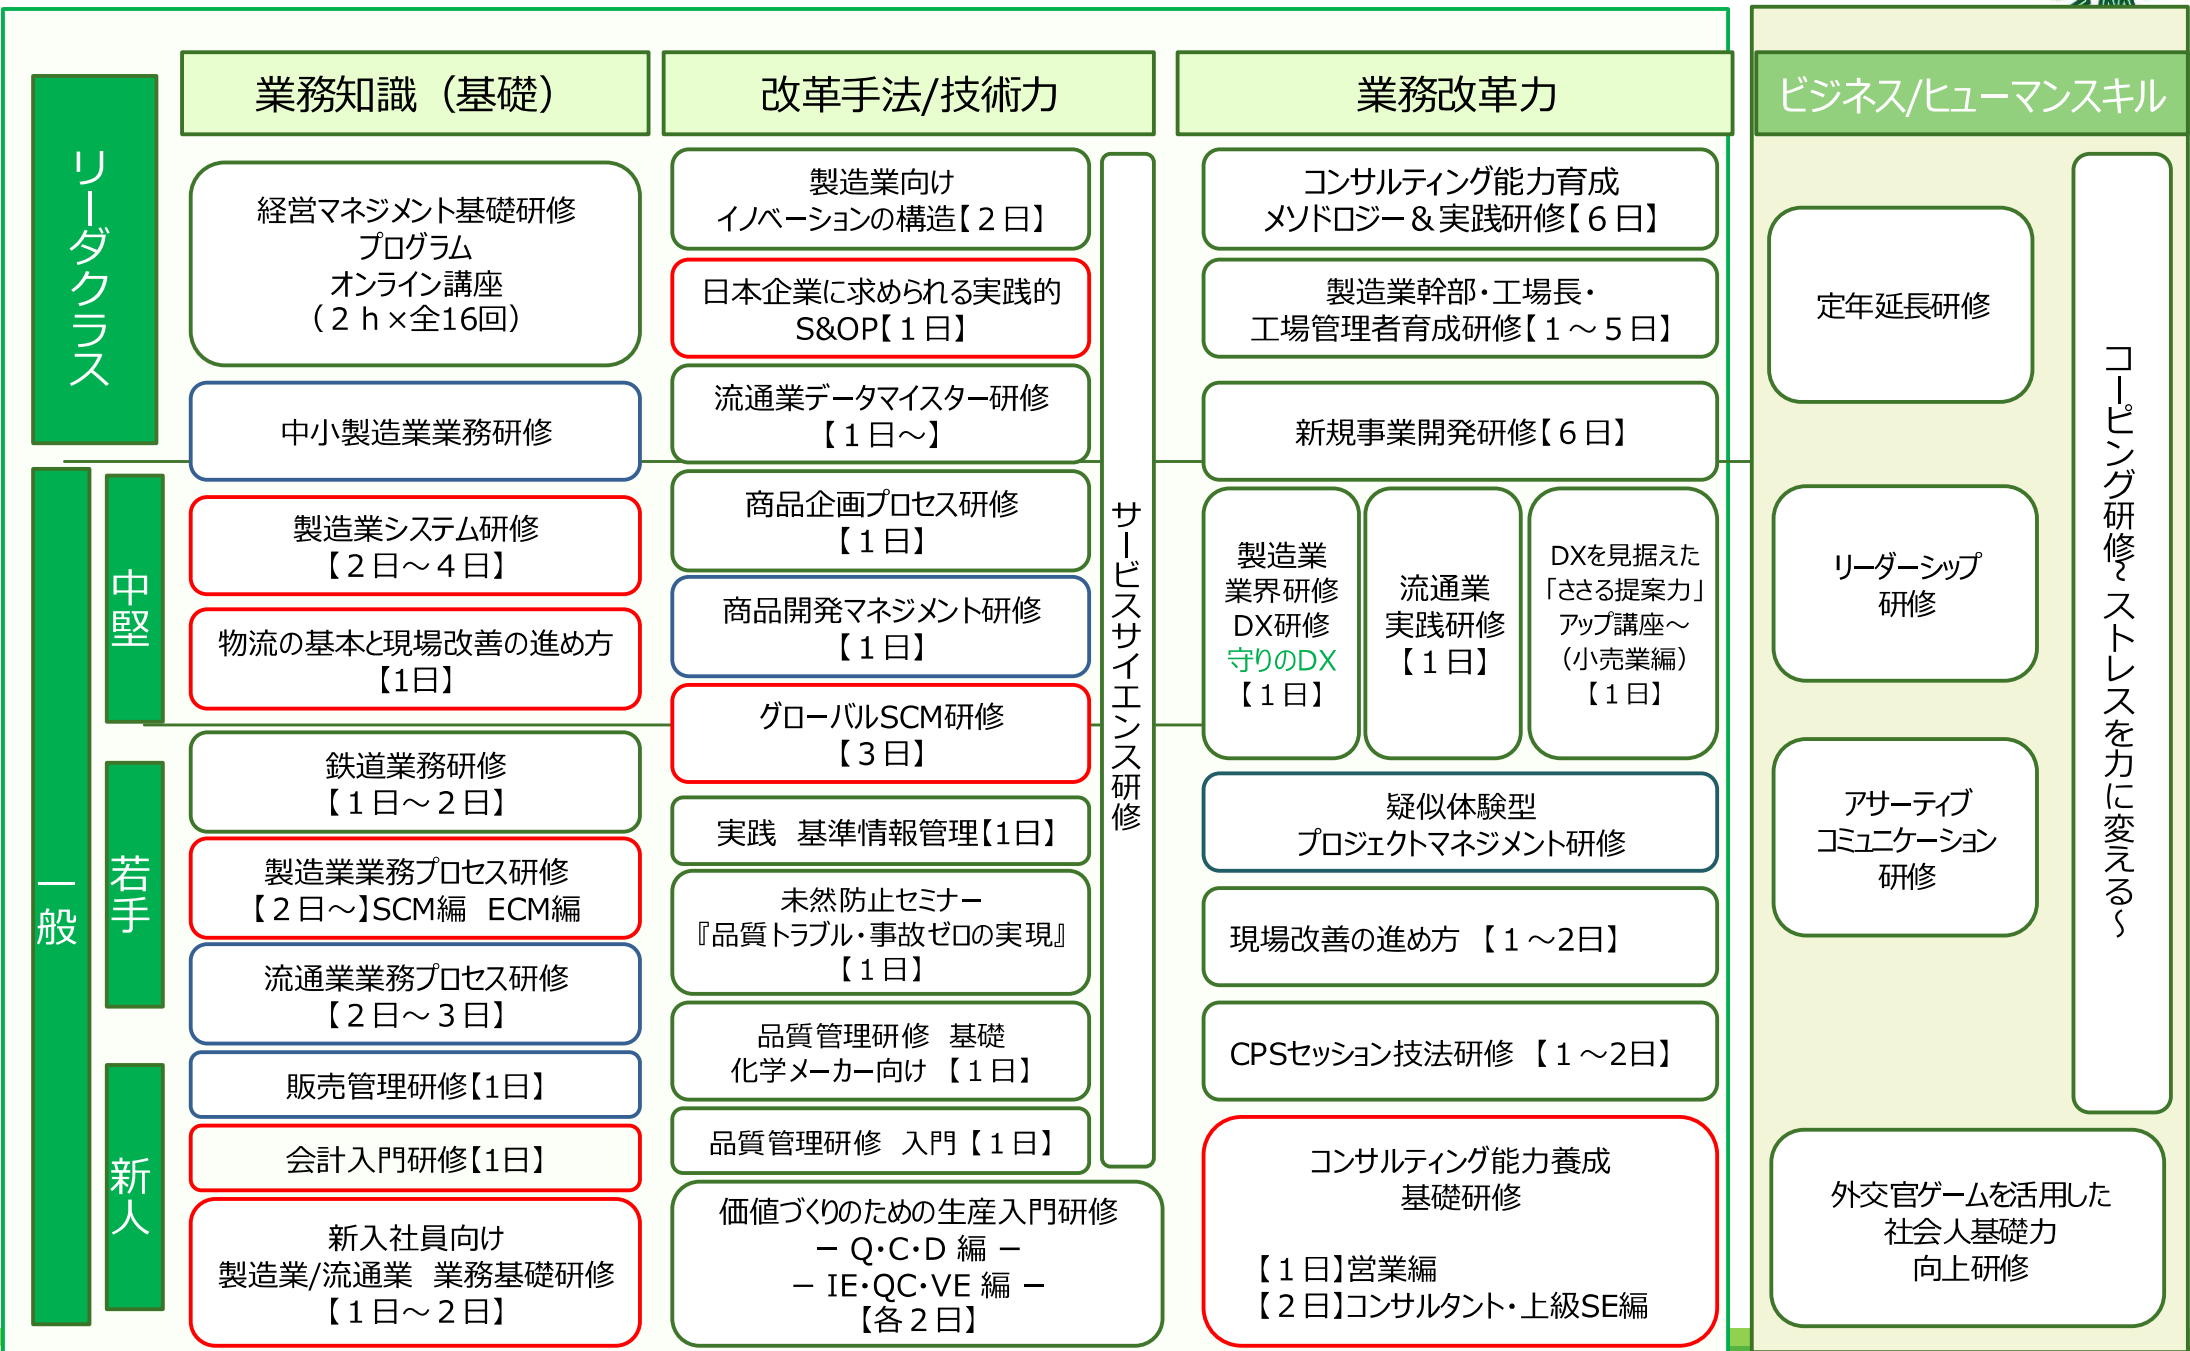 業務知識（基礎）
改革手法/技術力
業務改革力
ビジネス/ヒューマンスキル
リーダクラス
一般
中堅
若手
新人
経営マネジメント基礎研修
プログラム
オンライン講座
（２ｈ×全16回）
中小製造業業務研修
製造業システム研修
【２日～４日】
物流の基本と現場改善の進め方
【1日】
鉄道業務研修
【１日～２日】
製造業業務プロセス研修
【２日～】SCM編　ECM編
流通業業務プロセス研修
【２日～３日】
販売管理研修【1日】
会計入門研修【1日】
新入社員向け
製造業/流通業　業務基礎研修
【１日～２日】
製造業向け
イノベーションの構造【２日】
日本企業に求められる実践的
S&OP【１日】
流通業データマイスター研修
【１日～】
商品企画プロセス研修
【１日】
商品開発マネジメント研修
【１日】
グローバルSCM研修
【３日】
実践　基準情報管理【1日】
未然防止セミナー
『品質トラブル・事故ゼロの実現』
【１日】
品質管理研修　基礎
化学メーカー向け　【１日】
品質管理研修　入門【１日】
価値づくりのための生産入門研修
－ Q・C・D 編 －
－ IE・QC・VE 編 －
【各２日】
サービスサイエンス研修
コンサルティング能力育成
メソドロジー＆実践研修【６日】
製造業幹部・工場長・
工場管理者育成研修【１～５日】
新規事業開発研修【６日】
製造業
業界研修
DX研修
守りのDX
【１日】
流通業
実践研修
【１日】
DXを見据えた
「ささる提案力」
アップ講座～
（小売業編）
【１日】
疑似体験型
プロジェクトマネジメント研修
現場改善の進め方　【１～2日】
CPSセッション技法研修　【１～2日】
コンサルティング能力養成
基礎研修
【１日】営業編
【２日】コンサルタント・上級SE編
定年延長研修
リーダーシップ
研修
アサーティブ
コミュニケーション
研修
外交官ゲームを活用した
社会人基礎力
向上研修
コーピング研修～ストレスを力に変える～